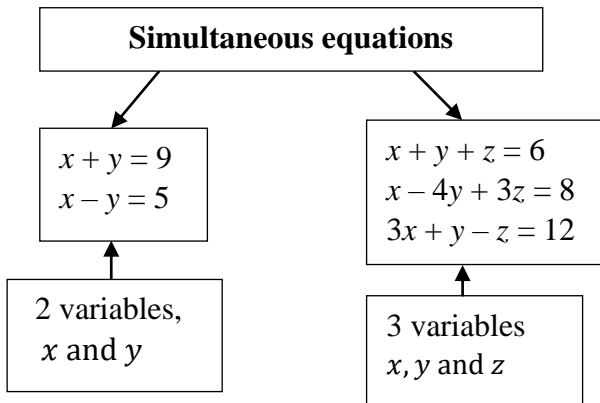 Simultaneous equations
x + y = 9
x – y = 5
x + y + z = 6
x – 4y + 3z = 8
3x + y – z = 12
2 variables,
x and y
3 variables
x, y and z